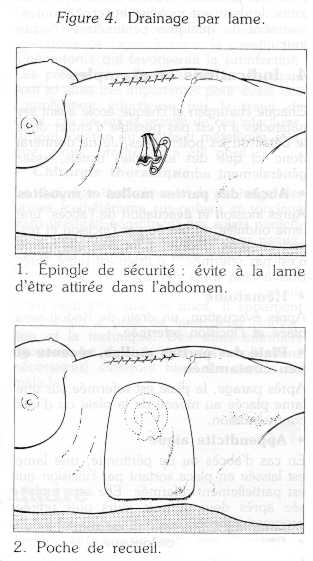 Figure 4. Drainage par lame.
1. Épingle de sécurité : évite à la lame
d'être attirée dans l'abdomen.
2. Poche de recueil.